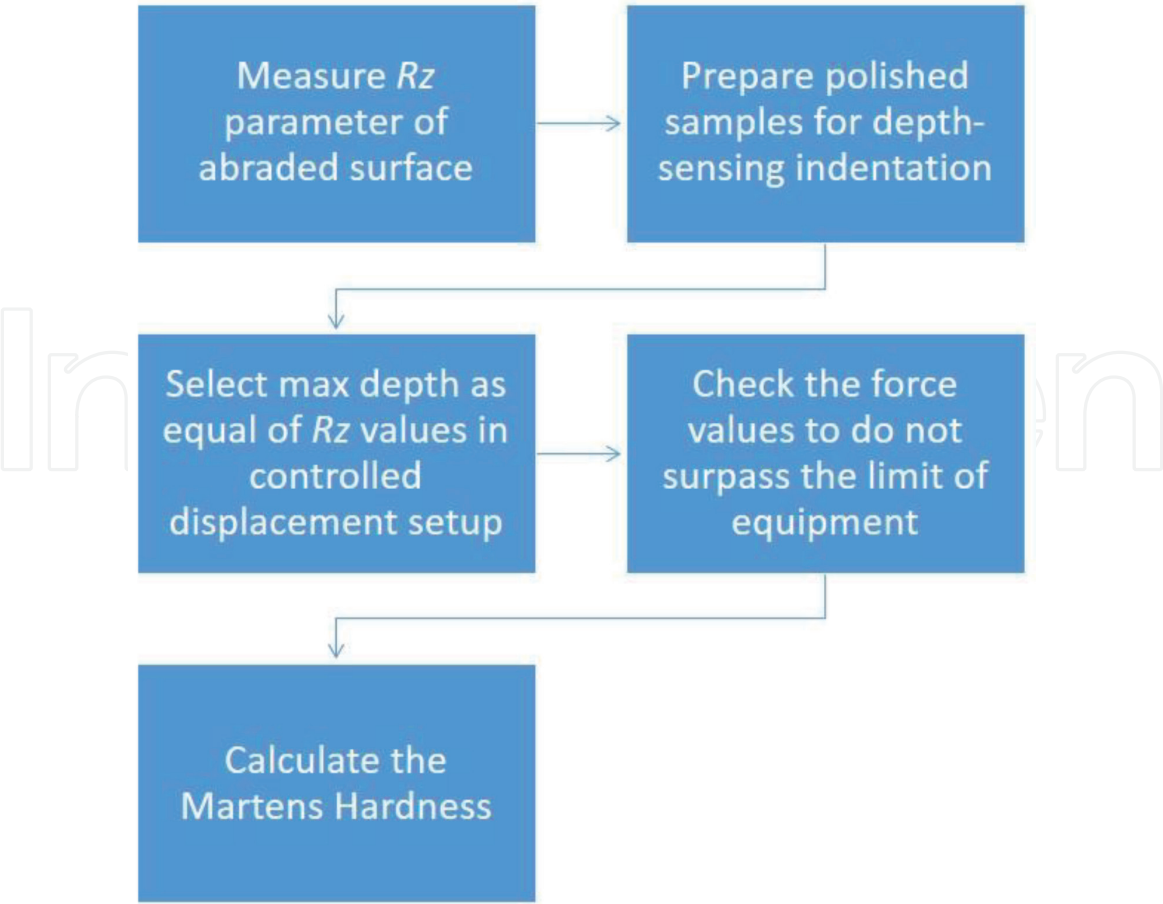 Measure Rz
parameter of
abraded surface
Prepare polished
samples for depth-
sensing indentation
Select max depth as
equal of Rz values in
controlled
displacement setup
Check the force
values to do not
surpass the limit of
equipment
Calculate the
Martens Hardness